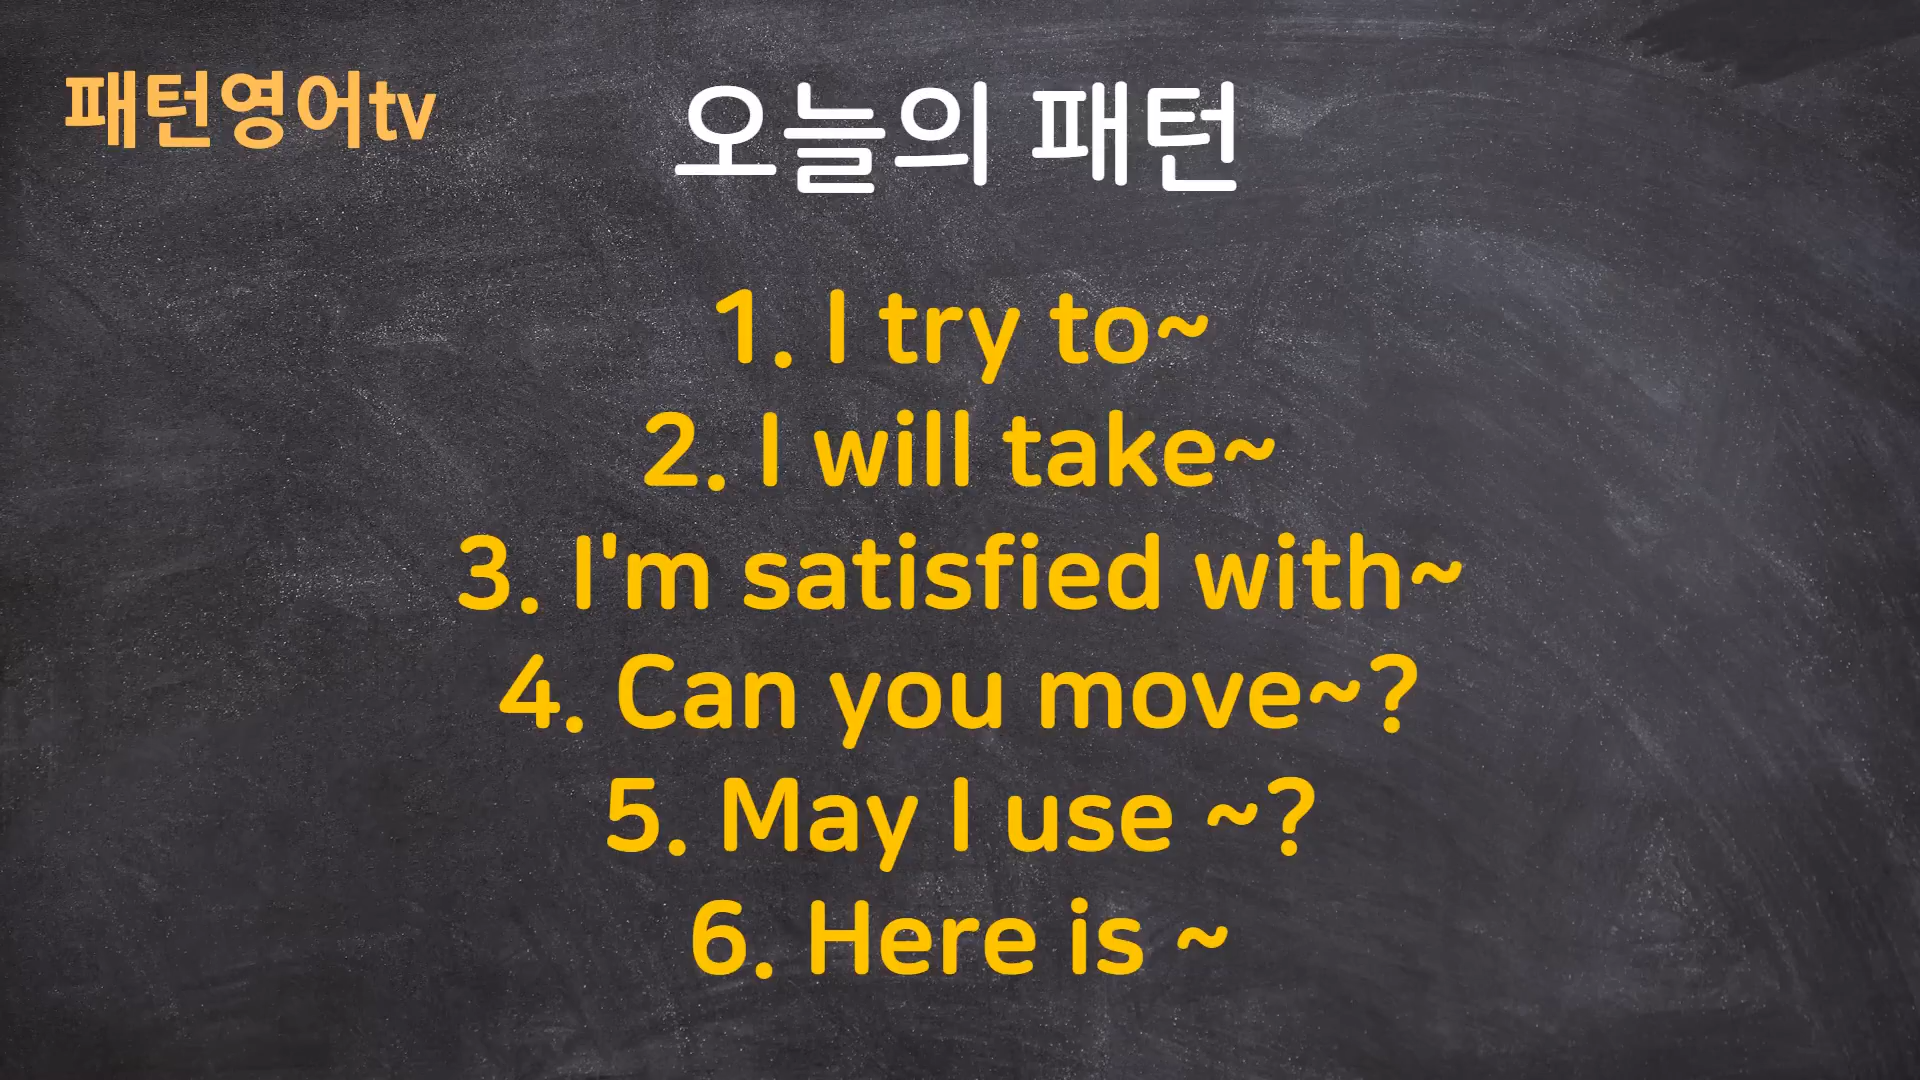 패턴영어tv
오늘의 패턴
1. I try to~
2. I will take~
3. I'm satisfied with~
4. Can you move~?
5. May I use ~?
6. Here is ~